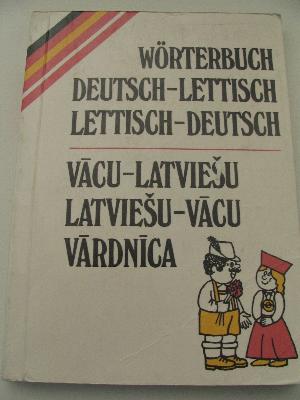 WÖRTERBUCH
DEUTSCH-LETTISCH
LETTISCH-DEUTSCH
VĀCU-LATVIEŠU
LATVIEŠU-VĀCU
VĀRDNĪCA